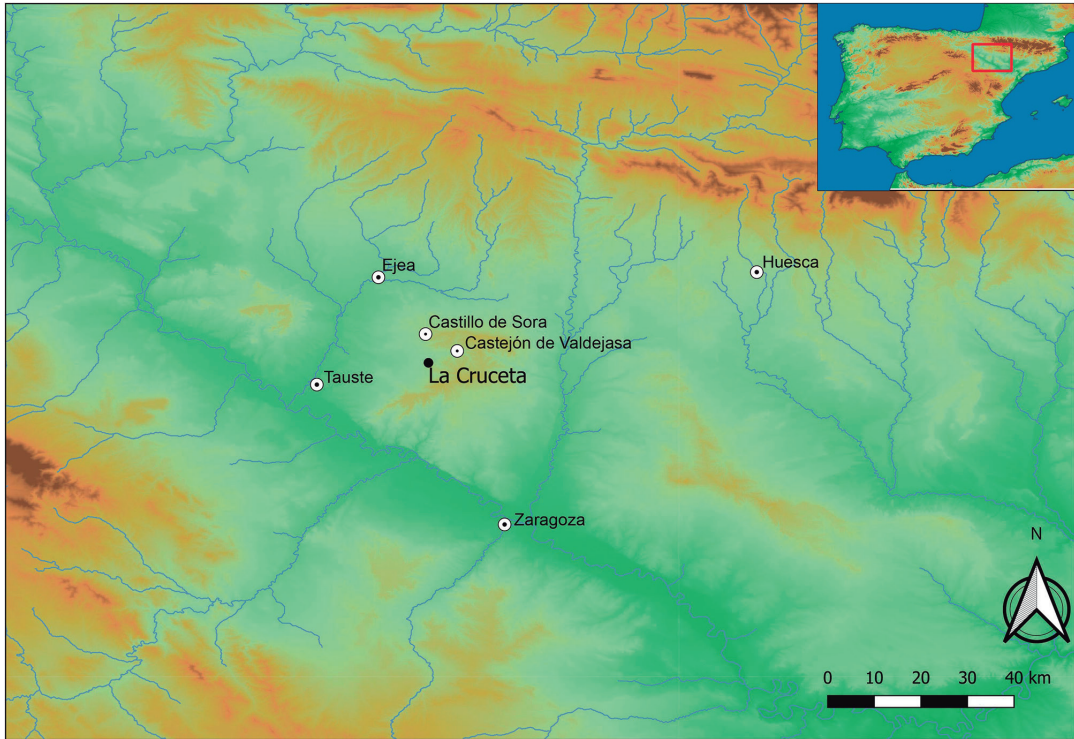 Ejea
Huesca
Castillo de Sora
Castejón de Valdejasa
La Cruceta
Tauste
Zaragoza
N
0 10 20 30 40 km